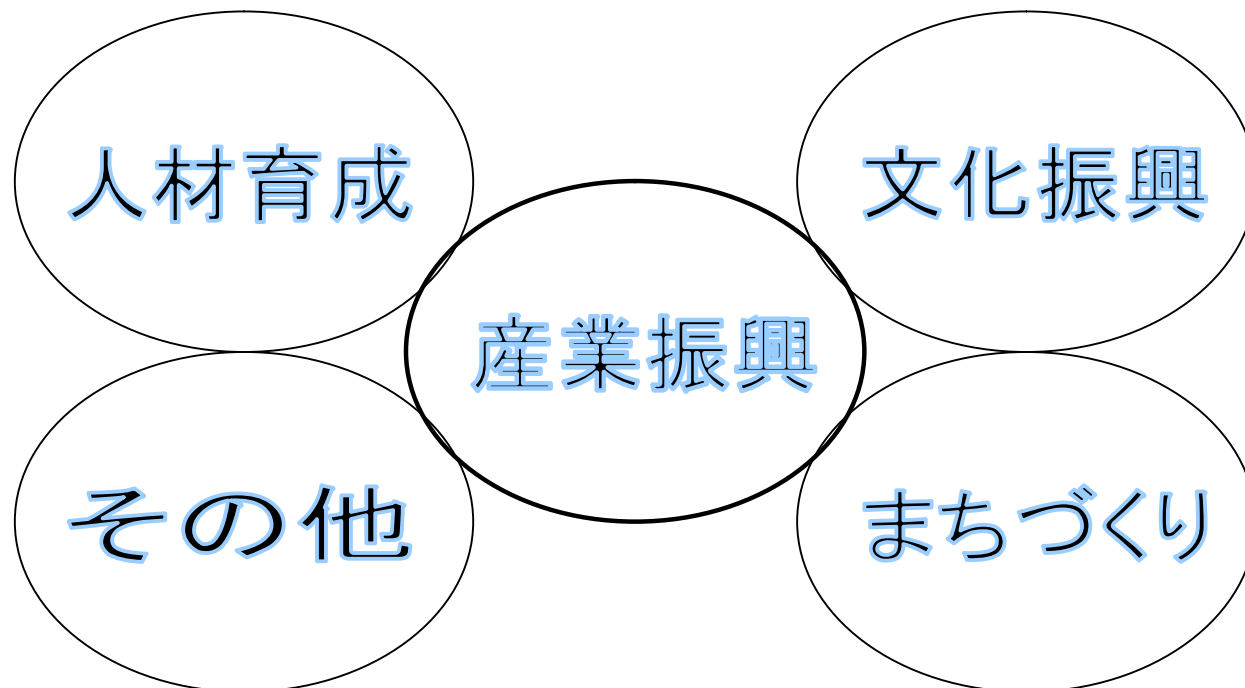 人材育成
文化振興
産業振興
その他
まちづくり